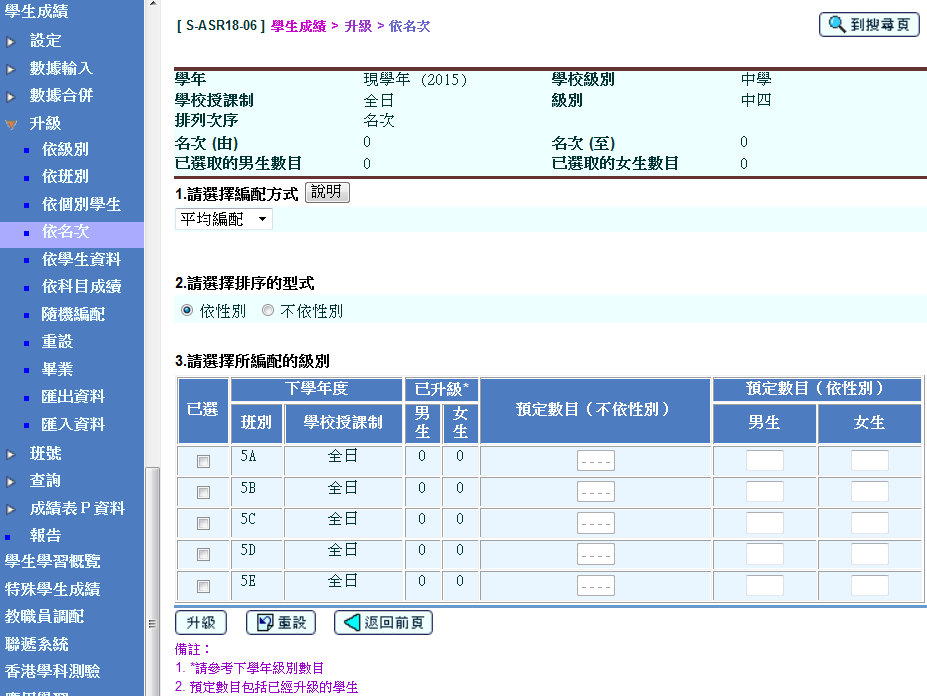 學生成績
設定
數據輸入
數據合併
升級
依級別
依班別
依個別學生
依名次
依學生資料
依科目成績
隨機編配
重設
畢業
匯出資料
匯入資料
班號
查詢
成績表P資料
報告
學生學習概覽
特殊學生成績
教職員調配
聯遞系統
香港學科測驗
[ S-ASR18-06 ] 學生成績 > 升級 > 依名次
到搜尋頁
學年 現學年 (2015) 學校級別 中學
學校授課制 全日 級別 中四
排列次序 名次
名次 (由) 0 名次 (至) 0
已選取的男生數目 0 已選取的女生數目 0
1.請選擇編配方式 說明
平均編配
2.請選擇排序的型式
依性別 不依性別
3.請選擇所編配的級別
已選 下學年度 已升級* 預定數目（不依性別） 預定數目（依性別）
班別 學校授課制 男生 女生 男生 女生
5A 全日 0 0 ----
5B 全日 0 0 ----
5C 全日 0 0 ----
5D 全日 0 0 ----
5E 全日 0 0 ----
升級 重設 返回前頁
備註：
1. *請參考下學年級別數目
2. 預定數目包括已經升級的學生